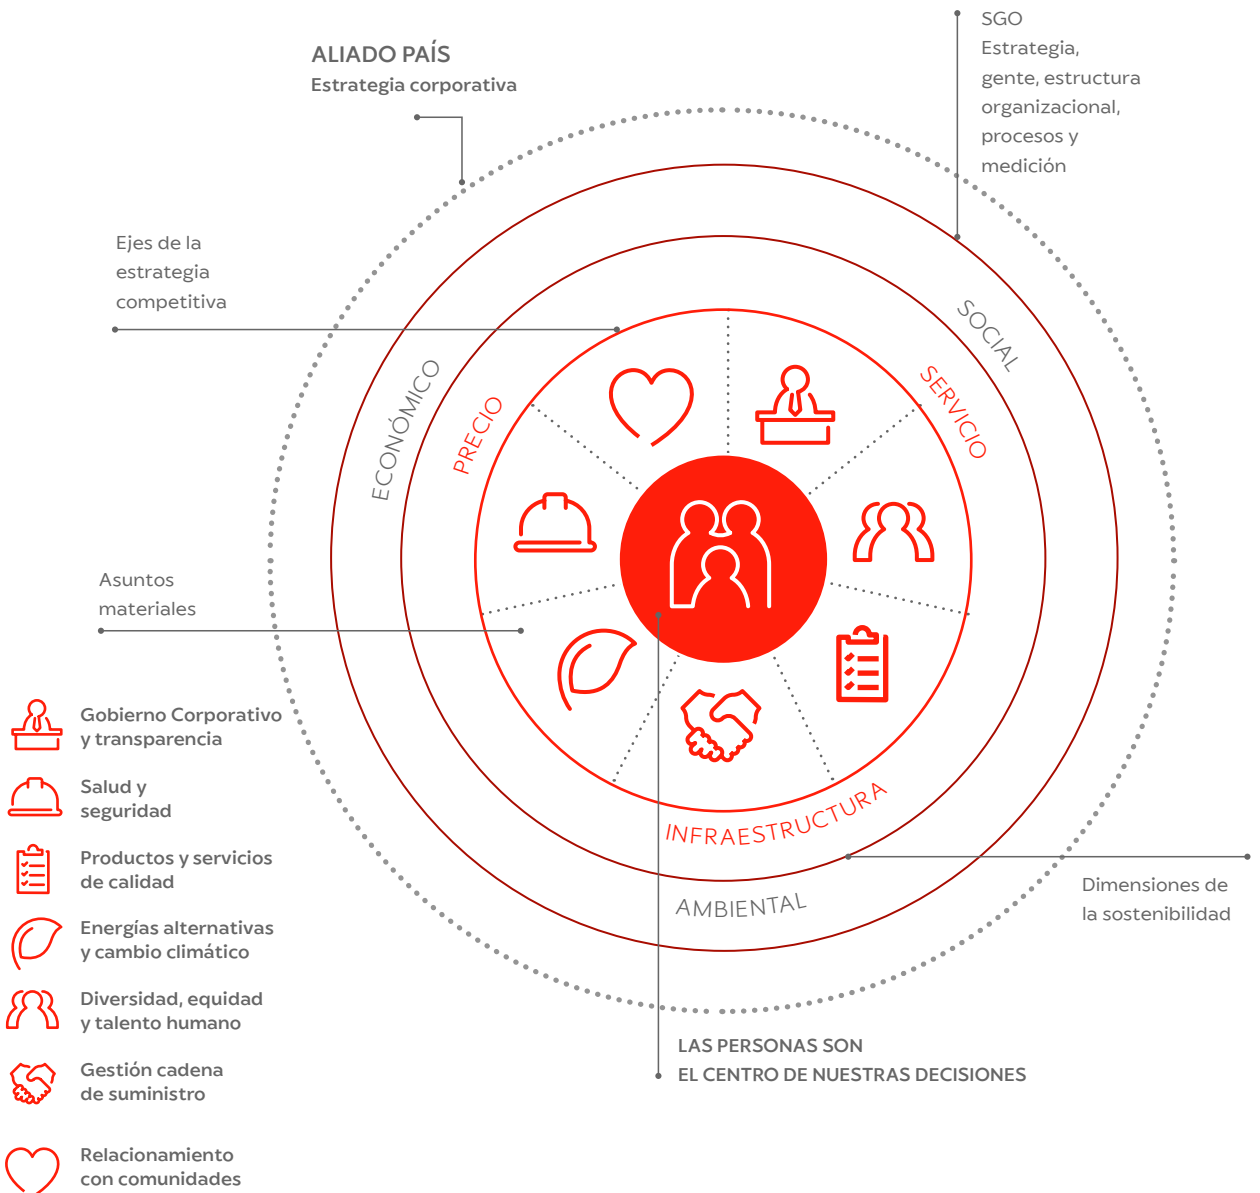 SGO
Estrategia,
gente, estructura
organizacional,
procesos y
medición
ALIADO PAÍS
Estrategia corporativa
Ejes de la
estrategia
competitiva
SOCIAL
ECONÓMICO
PRECIO
SERVICIO
Asuntos
materiales
INFRAESTRUCTURA
AMBIENTAL
Dimensiones de
la sostenibilidad
LAS PERSONAS SON
EL CENTRO DE NUESTRAS DECISIONES
Gobierno Corporativo
y transparencia
Salud y
seguridad
Productos y servicios
de calidad
Energías alternativas
y cambio climático
Diversidad, equidad
y talento humano
Gestión cadena
de suministro
Relacionamiento
con comunidades